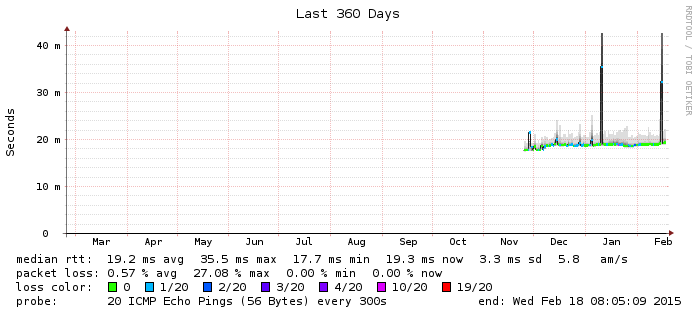 Last 360 Days
RRDTOOL / TOBI OETIKER
Seconds
40 m
30 m
20 m
10 m
0
Mar Apr May Jun Jul Aug Sep Oct Nov Dec Jan Feb
median rtt: 19.2 ms avg 35.5 ms max 17.7 ms min 19.3 ms now 3.3 ms sd 5.8 am/s
packet loss: 0.57 % avg 27.08 % max 0.00 % min 0.00 % now
loss color: 0 1/20 2/20 3/20 4/20 10/20 19/20
probe: 20 ICMP Echo Pings (56 Bytes) every 300s end: Wed Feb 18 08:05:09 2015